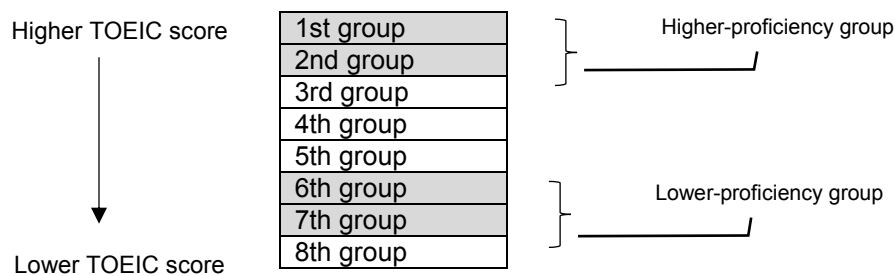 Higher TOEIC score
1st group
2nd group
3rd group
4th group
5th group
6th group
7th group
8th group
Lower TOEIC score
Higher-proficiency group
Lower-proficiency group